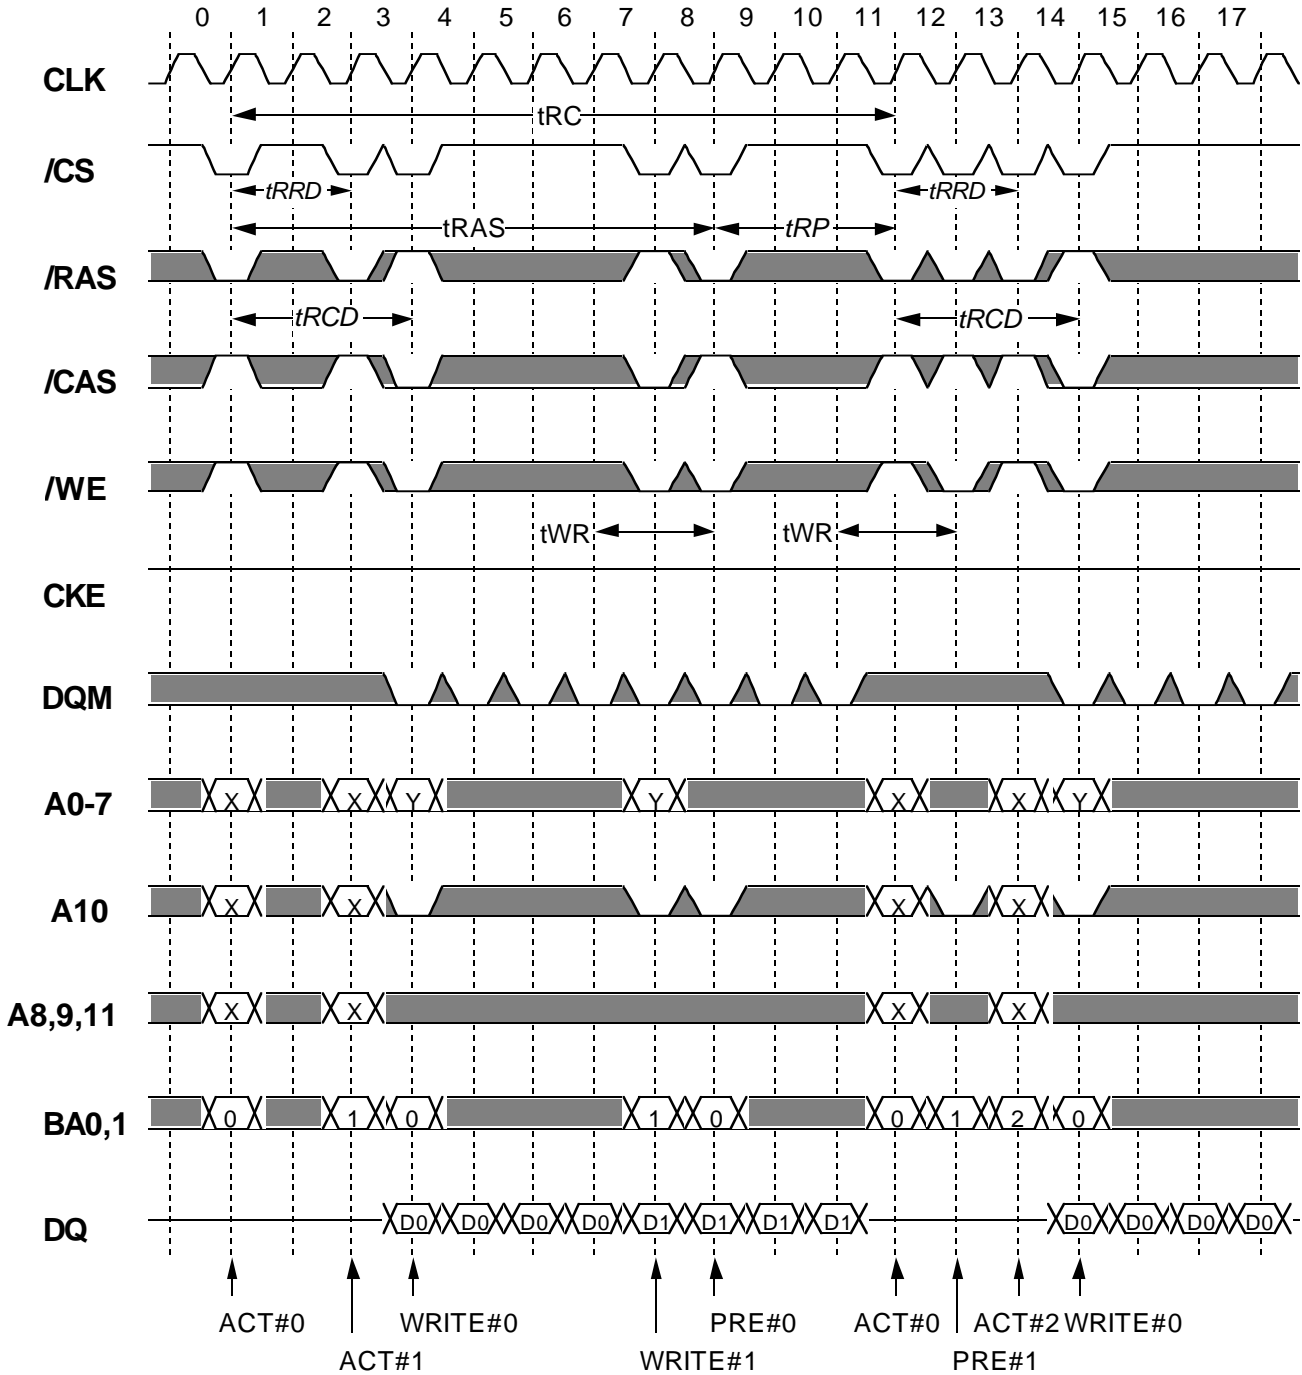 0 1 2 3 4 5 6 7 8 9 10 11 12 13 14 15 16 17
CLK
tRC
/CS
tRRD tRRD
tRAS tRP
/RAS
tRCD tRCD
/CAS
/WE
tWR tWR
CKE
DQM
A0-7 X X Y Y X X Y
A10 X X X X
A8,9,11 X X X X
BA0,1 0 1 0 1 0 0 1 2 0
DQ D0 D0 D0 D0 D1 D1 D1 D1 D0 D0 D0 D0
ACT#0 WRITE#0 PRE#0 ACT#0 ACT#2 WRITE#0
ACT#1 WRITE#1 PRE#1